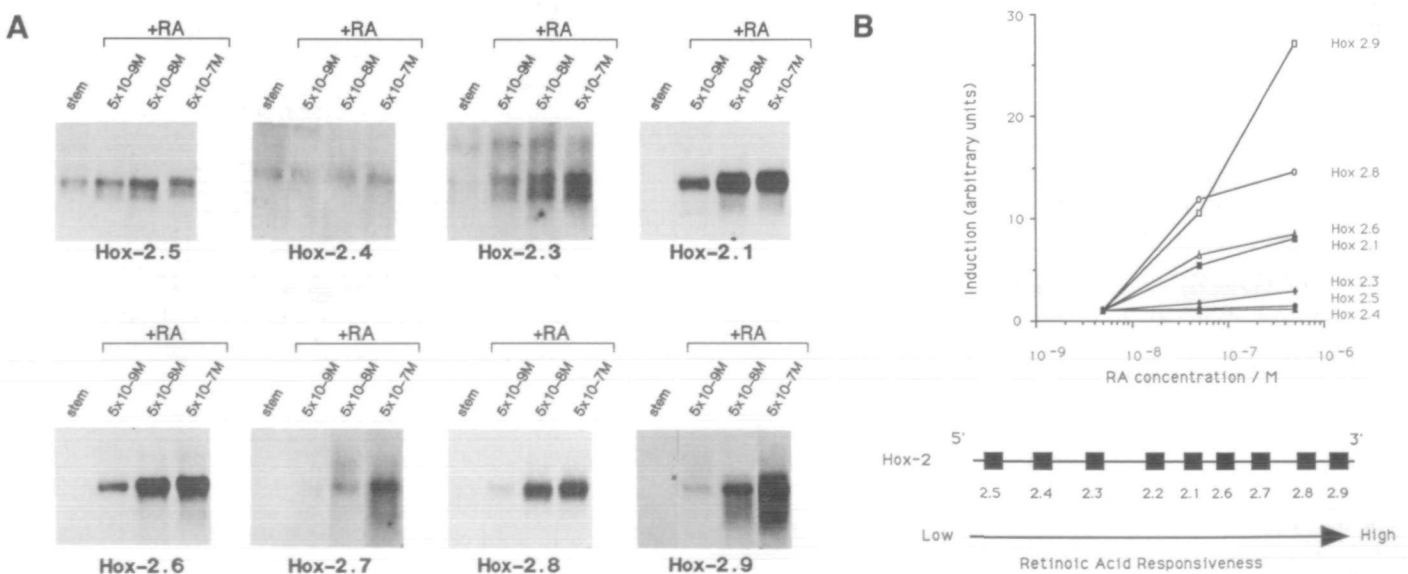 A
+RA
stem
5x10-9M
5x10-8M
5x10-7M
Hox-2.5
+RA
stem
5x10-9M
5x10-8M
5x10-7M
Hox-2.4
+RA
stem
5x10-9M
5x10-8M
5x10-7M
Hox-2.3
+RA
stem
5x10-9M
5x10-8M
5x10-7M
Hox-2.1
+RA
stem
5x10-9M
5x10-8M
5x10-7M
Hox-2.6
+RA
stem
5x10-9M
5x10-8M
5x10-7M
Hox-2.7
+RA
stem
5x10-9M
5x10-8M
5x10-7M
Hox-2.8
+RA
stem
5x10-9M
5x10-8M
5x10-7M
Hox-2.9
B
Induction (arbitrary units)
30
20
10
0
Hox 2.9
Hox 2.8
Hox 2.6
Hox 2.1
Hox 2.3
Hox 2.5
Hox 2.4
10⁻⁹ 10⁻⁸ 10⁻⁷ 10⁻⁶
RA concentration / M
5' 3'
Hox-2
2.5 2.4 2.3 2.2 2.1 2.6 2.7 2.8 2.9
Low High
Retinoic Acid Responsiveness